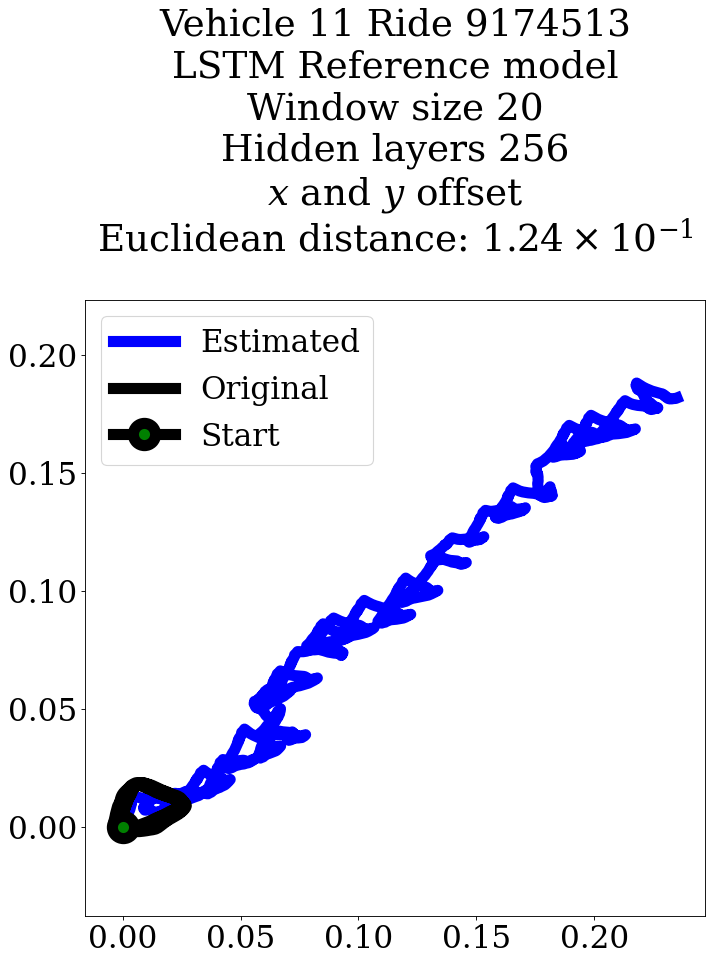 Vehicle 11 Ride 9174513
LSTM Reference model
Window size 20
Hidden layers 256
x and y offset
Euclidean distance: 1.24 × 10⁻¹
Estimated
Original
Start
0.20
0.15
0.10
0.05
0.00
0.00 0.05 0.10 0.15 0.20